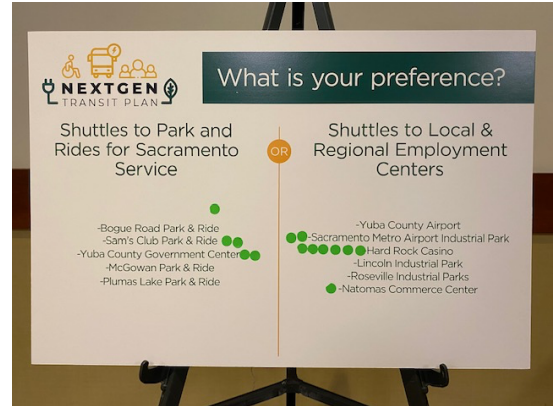 NEXTGEN
TRANSIT PLAN
What is your preference?
Shuttles to Park and
Rides for Sacramento
Service
OR
Shuttles to Local &
Regional Employment
Centers
-Bogue Road Park & Ride
-Sam's Club Park & Ride
-Yuba County Government Center
-McGowan Park & Ride
-Plumas Lake Park & Ride
-Yuba County Airport
-Sacramento Metro Airport Industrial Park
-Hard Rock Casino
-Lincoln Industrial Park
-Roseville Industrial Parks
-Natomas Commerce Center